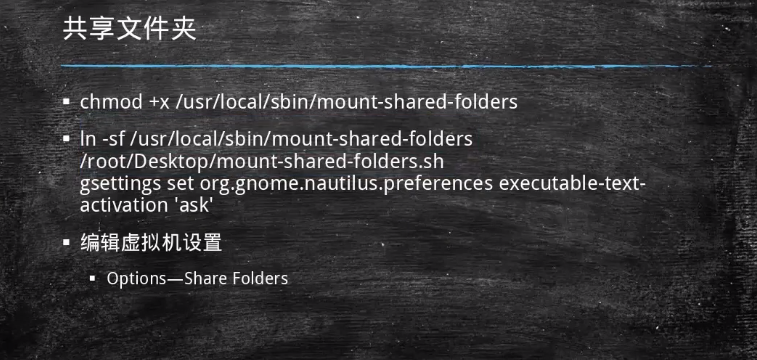 共享文件夹
chmod +x /usr/local/sbin/mount-shared-folders
ln -sf /usr/local/sbin/mount-shared-folders
/root/Desktop/mount-shared-folders.sh
gsettings set org.gnome.nautilus.preferences executable-text-
activation 'ask'
编辑虚拟机设置
Options—Share Folders